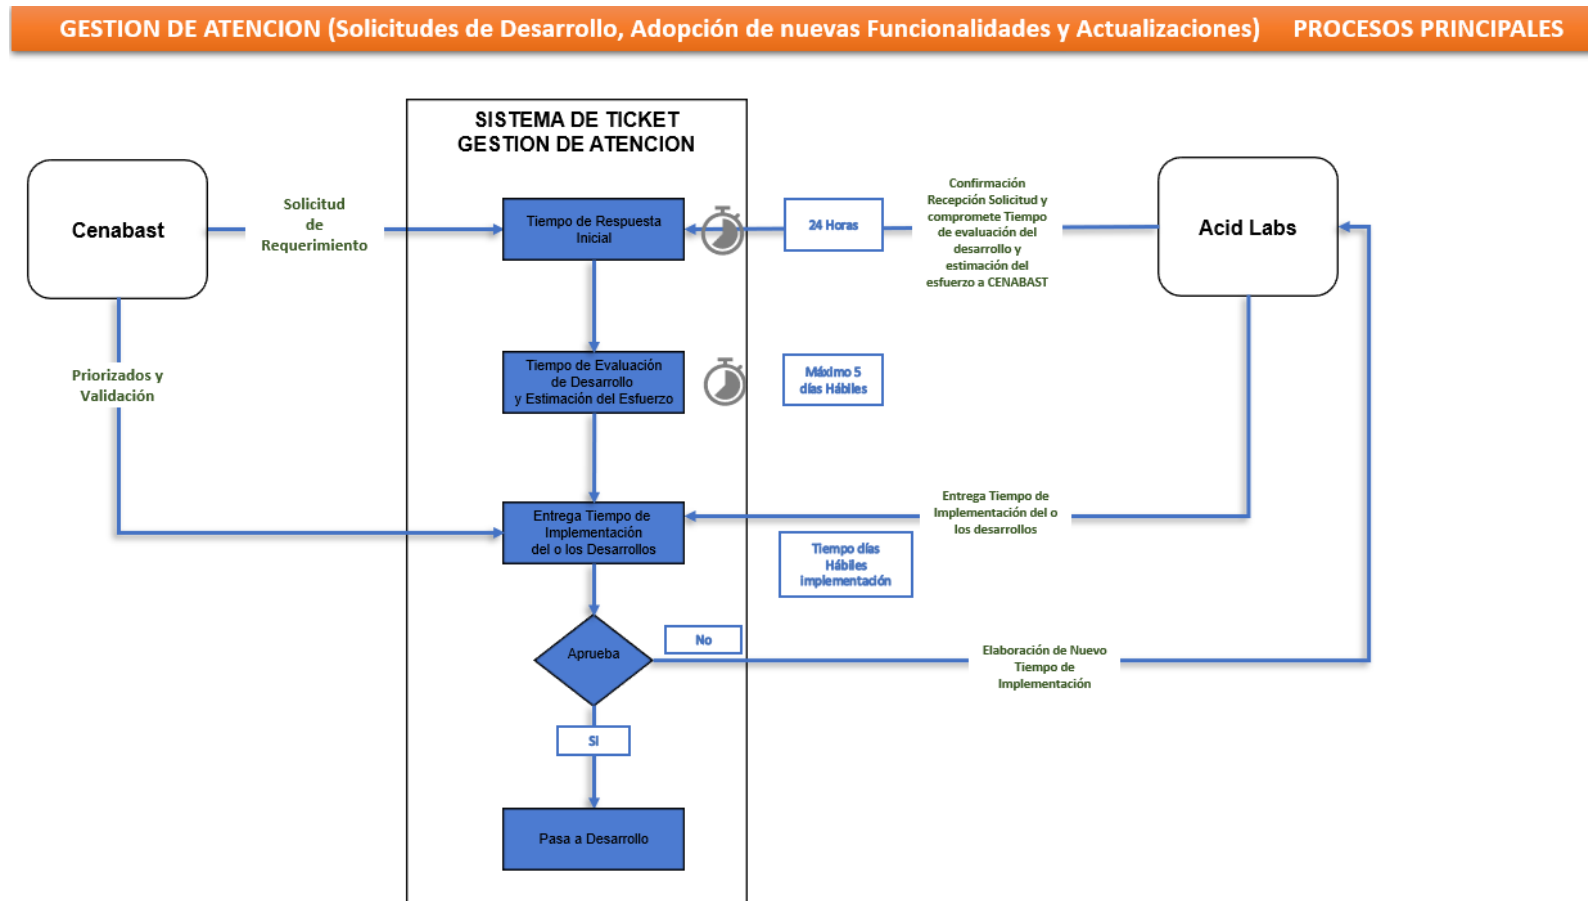 GESTION DE ATENCION (Solicitudes de Desarrollo, Adopción de nuevas Funcionalidades y Actualizaciones) PROCESOS PRINCIPALES
SISTEMA DE TICKET
GESTION DE ATENCION
Cenabast
Solicitud
de
Requerimiento
Tiempo de Respuesta
Inicial
24 Horas
Confirmación
Recepción Solicitud y
compromete Tiempo
de evaluación del
desarrollo y
estimación del
esfuerzo a CENABAST
Acid Labs
Priorizados y
Validación
Tiempo de Evaluación
de Desarrollo
y Estimación del Esfuerzo
Máximo 5
días Hábiles
Entrega Tiempo de
Implementación
del o los Desarrollos
Entrega Tiempo de
Implementación del o
los desarrollos
Tiempo días
Hábiles
implementación
Aprueba
No
Elaboración de Nuevo
Tiempo de
Implementación
Si
Pasa a Desarrollo